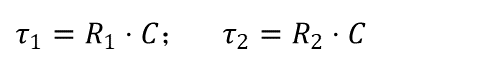 τ₁ = R₁ · C;   τ₂ = R₂ · C